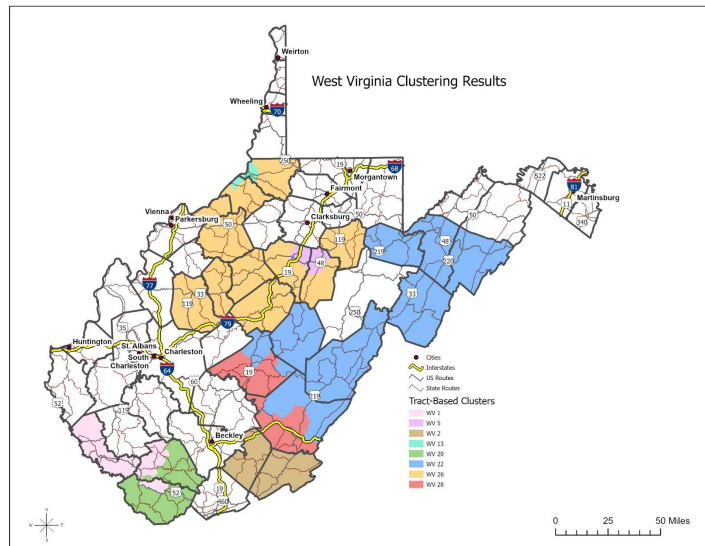 West Virginia Clustering Results
Weirton
Wheeling
70
250
19
68
Morgantown
Fairmont
522
81
Martinsburg
11
340
50
Vienna
Parkersburg
50
Clarksburg
50
119
48
219
48
220
19
77
33
119
33
250
79
35
Huntington
St. Albans
Charleston
South
Charleston
64
19
60
219
52
119
Beckley
52
19
460
Cities
Interstates
US Routes
State Routes
Tract-Based Clusters
WV 1
WV 5
WV 2
WV 13
WV 20
WV 22
WV 26
WV 28
N
W
E
S
0 25 50 Miles